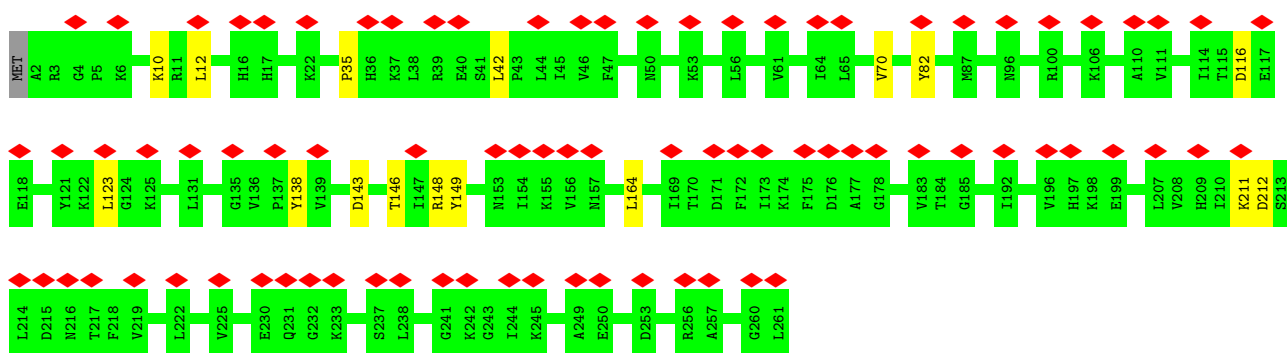 MET A2 R3 G4 P5 K6 K10 R11 L12 H16 H17 K22 P35 H36 K37 L38 R39 E40 S41 L42 P43 L44 I45 V46 F47 N50 K53 L56 V61 I64 L65 V70 Y82 M87 N96 R100 K106 A110 V111 I114 T115 D116 E117
E118 Y121 K122 L123 G124 K125 L131 G135 V136 P137 Y138 V139 D143 T146 I147 R148 Y149 N153 I154 K155 V156 N157 L164 I169 T170 D171 F172 I173 K174 F175 D176 A177 G178 V183 T184 G185 I192 V196 H197 K198 E199 L207 V208 H209 I210 K211 D212 S213
L214 D215 N216 T217 F218 V219 L222 V225 E230 Q231 G232 K233 S237 L238 G241 K242 G243 I244 K245 A249 E250 D253 R256 A257 G260 L261